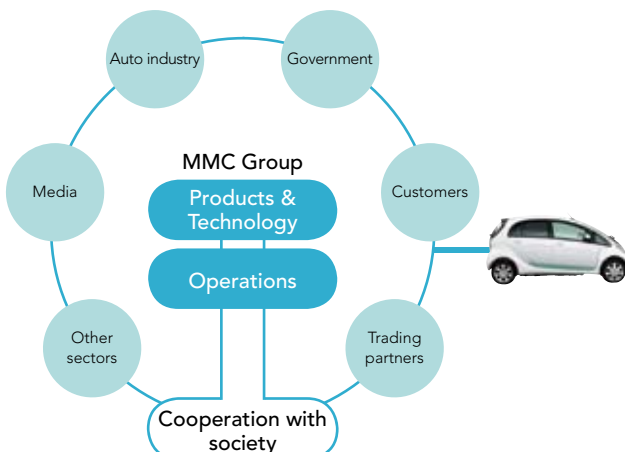 Auto industry
Government
Media
MMC Group
Products &
Technology
Customers
Operations
Other
sectors
Trading
partners
Cooperation with
society